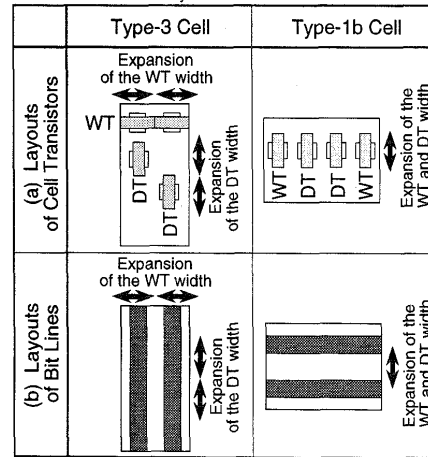 Type-3 Cell
Type-1b Cell
(a) Layouts
of Cell Transistors
Expansion
of the WT width
WT
DT
DT
Expansion
of the DT width
WT
DT
DT
WT
Expansion of the
WT and DT width
(b) Layouts
of Bit Lines
Expansion
of the WT width
Expansion
of the DT width
Expansion of the
WT and DT width